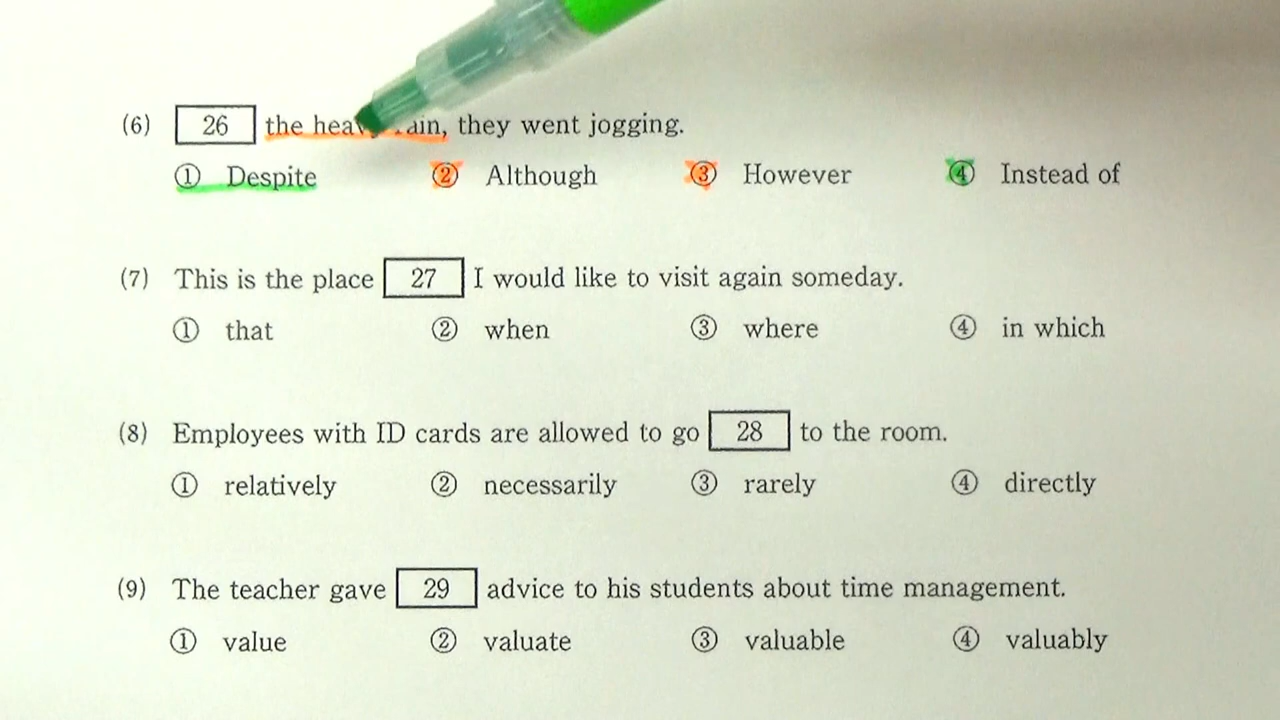 (6) 26 the heavy rain, they went jogging.
① Despite ② Although ③ However ④ Instead of
(7) This is the place 27 I would like to visit again someday.
① that ② when ③ where ④ in which
(8) Employees with ID cards are allowed to go 28 to the room.
① relatively ② necessarily ③ rarely ④ directly
(9) The teacher gave 29 advice to his students about time management.
① value ② valuate ③ valuable ④ valuably